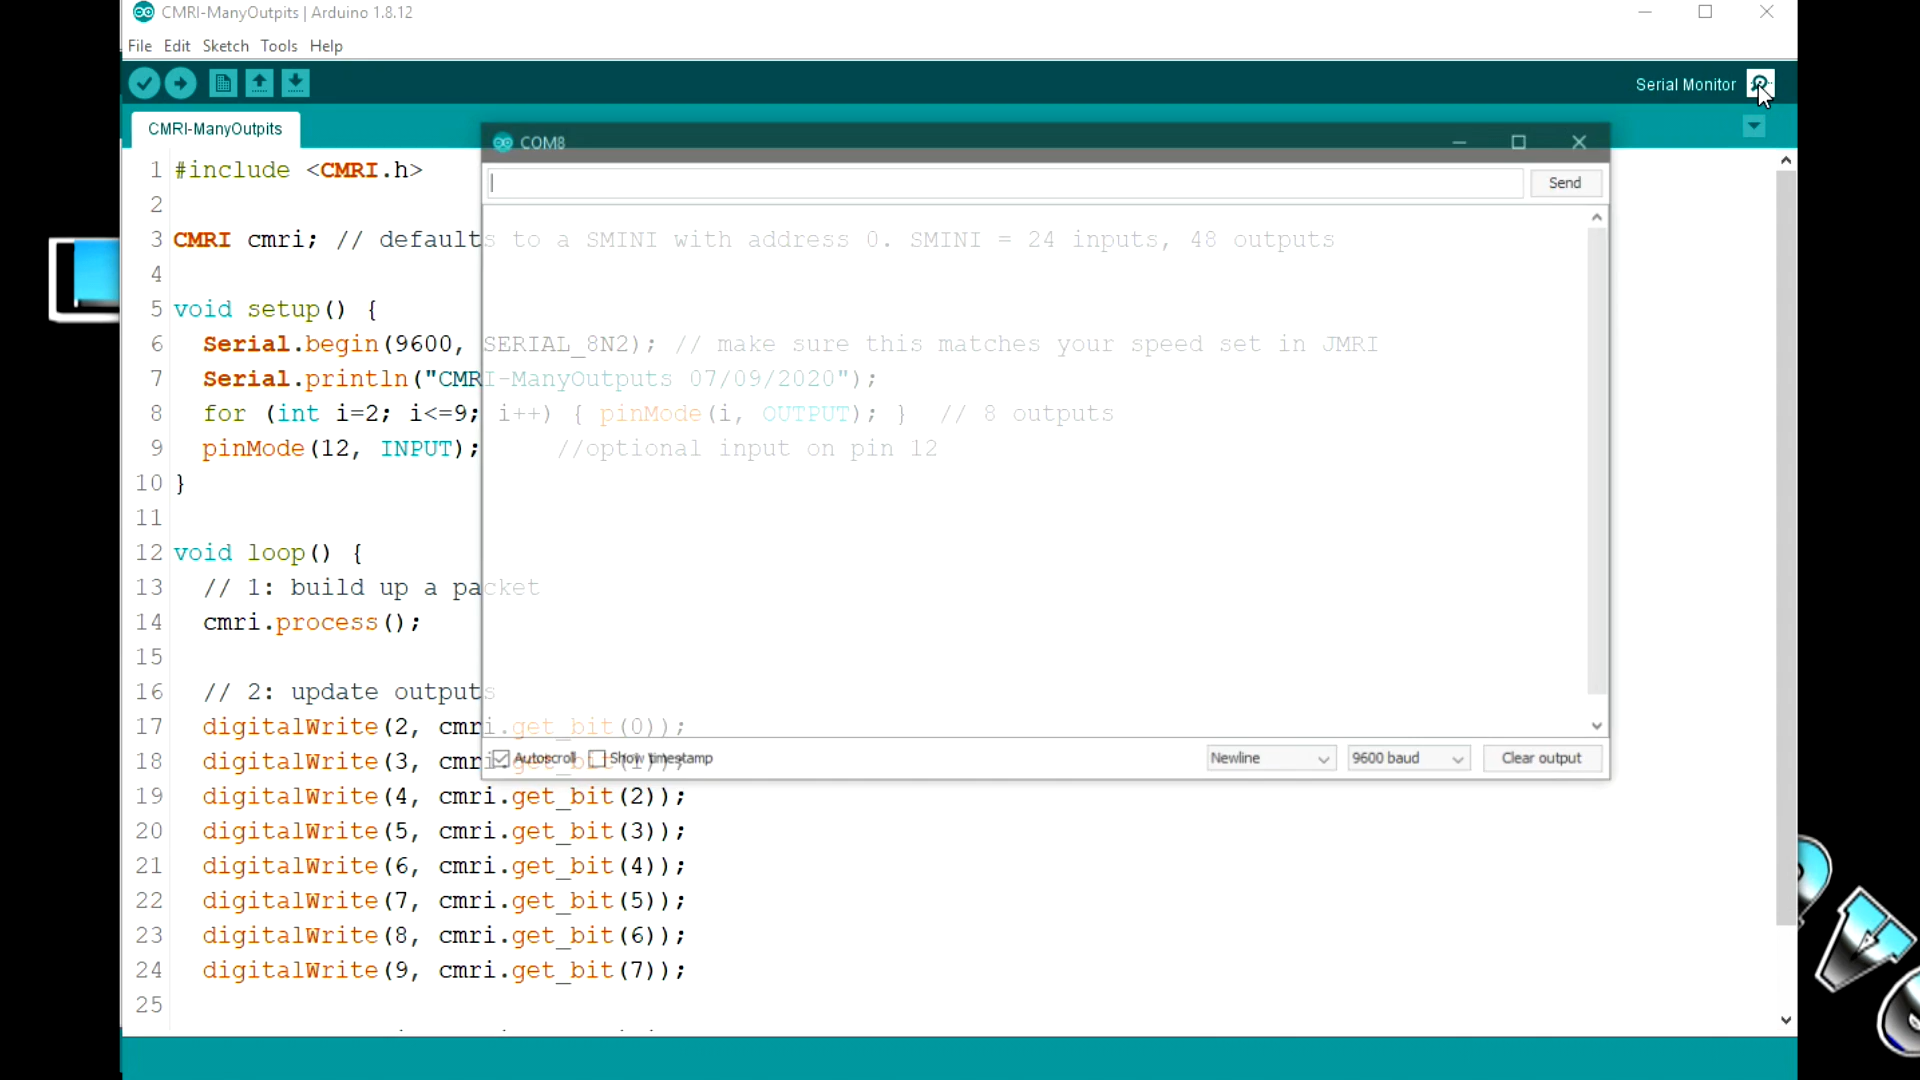 CMRI-ManyOutpits | Arduino 1.8.12
File Edit Sketch Tools Help
Serial Monitor
CMRI-ManyOutpits
COM8
Send
1 #include <CMRI.h>
2
3 CMRI cmri; // defaults to a SMINI with address 0. SMINI = 24 inputs, 48 outputs
4
5 void setup() {
6 Serial.begin(9600, SERIAL_8N2); // make sure this matches your speed set in JMRI
7 Serial.println("CMRI-ManyOutputs 07/09/2020");
8 for (int i=2; i<=9; i++) { pinMode(i, OUTPUT); } // 8 outputs
9 pinMode(12, INPUT); //optional input on pin 12
10 }
11
12 void loop() {
13 // 1: build up a packet
14 cmri.process();
15
16 // 2: update outputs
17 digitalWrite(2, cmri.get_bit(0));
18 digitalWrite(3, cmri.get_bit(1));
Autoscroll Show timestamp Newline 9600 baud Clear output
19 digitalWrite(4, cmri.get_bit(2));
20 digitalWrite(5, cmri.get_bit(3));
21 digitalWrite(6, cmri.get_bit(4));
22 digitalWrite(7, cmri.get_bit(5));
23 digitalWrite(8, cmri.get_bit(6));
24 digitalWrite(9, cmri.get_bit(7));
25